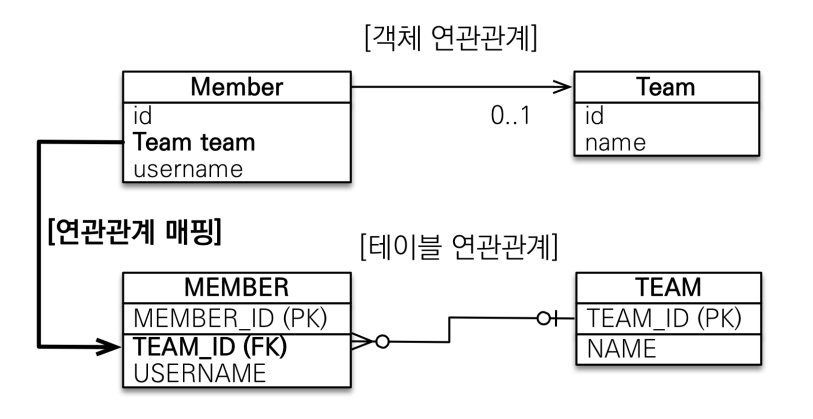 [객체 연관관계]
Member
id
Team team
username
0..1
Team
id
name
[연관관계 매핑]
[테이블 연관관계]
MEMBER
MEMBER_ID (PK)
TEAM_ID (FK)
USERNAME
TEAM
TEAM_ID (PK)
NAME